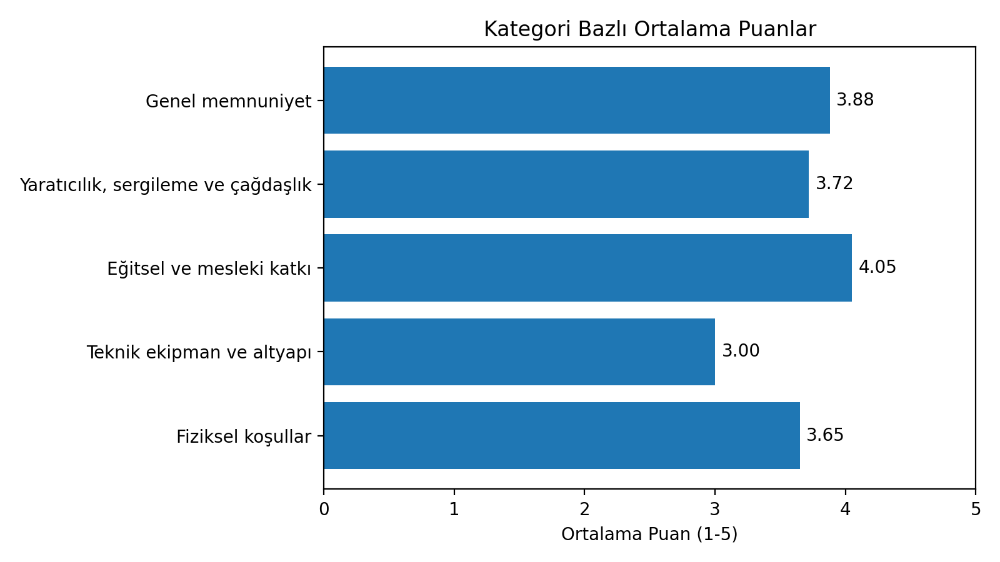 Kategori Bazlı Ortalama Puanlar
Genel memnuniyet
3.88
Yaratıcılık, sergileme ve çağdaşlık
3.72
Eğitsel ve mesleki katkı
4.05
Teknik ekipman ve altyapı
3.00
Fiziksel koşullar
3.65
0 1 2 3 4 5
Ortalama Puan (1-5)